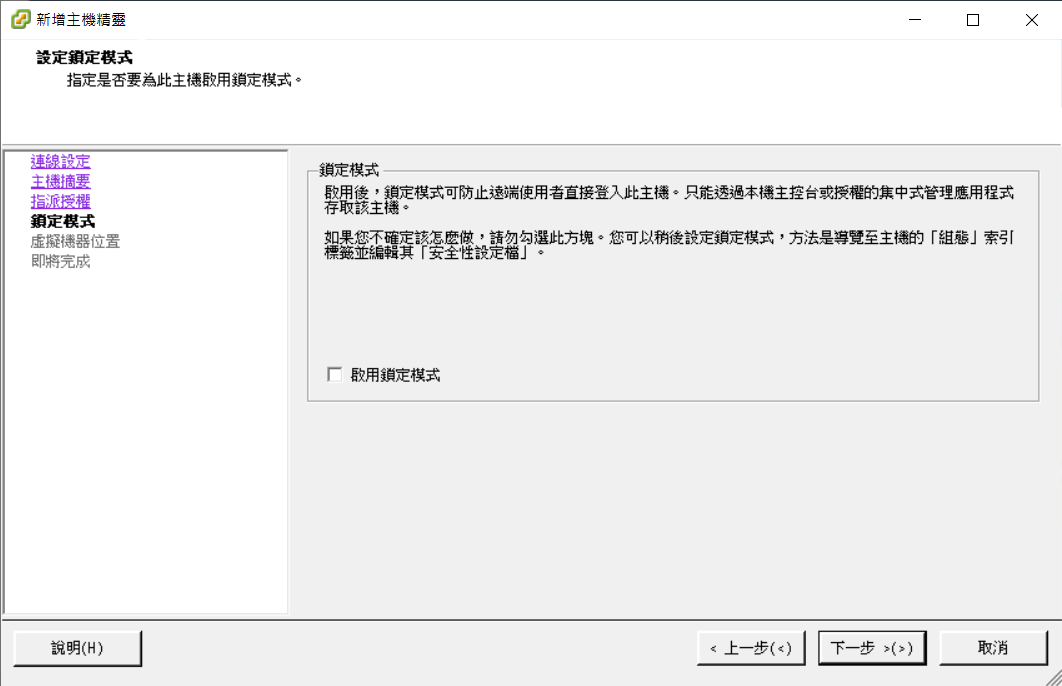 新增主機精靈
設定鎖定模式
指定是否要為此主機啟用鎖定模式。
連線設定
主機摘要
指派授權
鎖定模式
虛擬機器位置
即將完成
鎖定模式
啟用後，鎖定模式可防止遠端使用者直接登入此主機。只能透過本機主控台或授權的集中式管理應用程式
存取該主機。
如果您不確定該怎麼做，請勿勾選此方塊。您可以稍後設定鎖定模式，方法是導覽至主機的「組態」索引
標籤並編輯其「安全性設定檔」。
啟用鎖定模式
說明(H)
< 上一步(<)
下一步 >(>)
取消